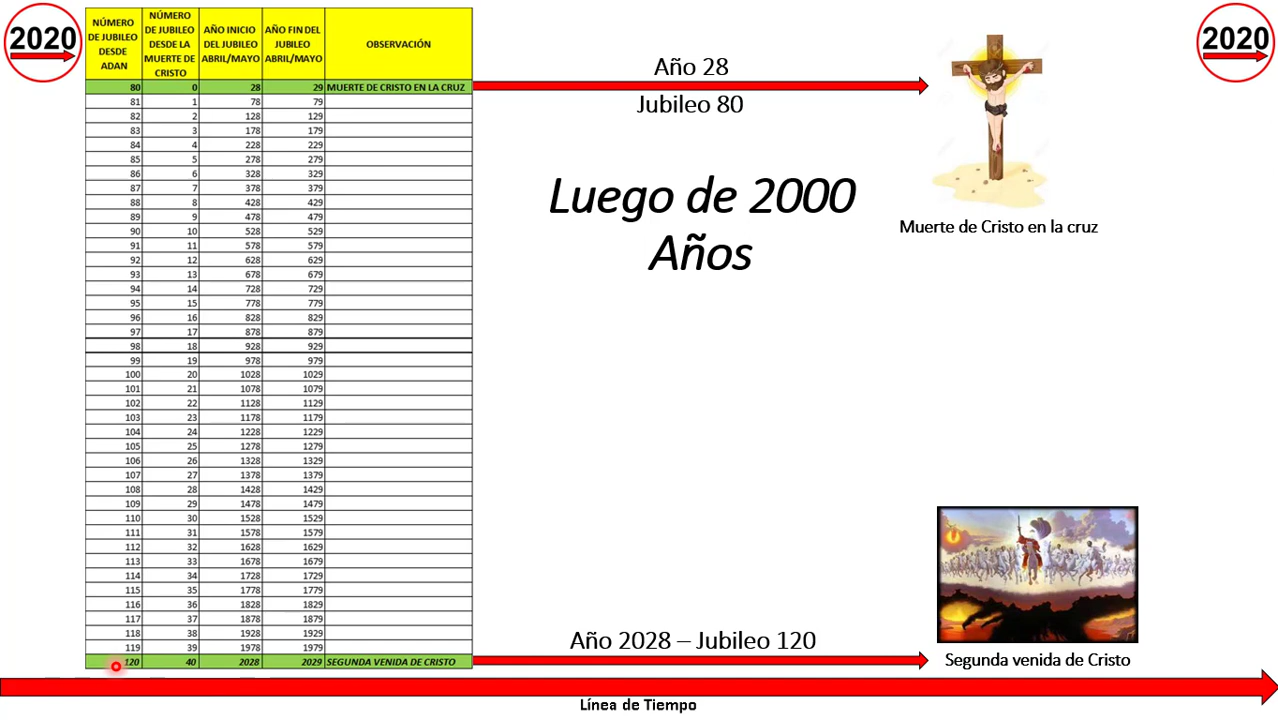 2020
2020
NÚMERO DE JUBILEO DESDE ADAN | NÚMERO DE JUBILEO DESDE LA MUERTE DE CRISTO | AÑO INICIO DEL JUBILEO ABRIL/MAYO | AÑO FIN DEL JUBILEO ABRIL/MAYO | OBSERVACIÓN
80 0 28 29 MUERTE DE CRISTO EN LA CRUZ
81 1 78 79
82 2 128 129
83 3 178 179
84 4 228 229
85 5 278 279
86 6 328 329
87 7 378 379
88 8 428 429
89 9 478 479
90 10 528 529
91 11 578 579
92 12 628 629
93 13 678 679
94 14 728 729
95 15 778 779
96 16 828 829
97 17 878 879
98 18 928 929
99 19 978 979
100 20 1028 1029
101 21 1078 1079
102 22 1128 1129
103 23 1178 1179
104 24 1228 1229
105 25 1278 1279
106 26 1328 1329
107 27 1378 1379
108 28 1428 1429
109 29 1478 1479
110 30 1528 1529
111 31 1578 1579
112 32 1628 1629
113 33 1678 1679
114 34 1728 1729
115 35 1778 1779
116 36 1828 1829
117 37 1878 1879
118 38 1928 1929
119 39 1978 1979
120 40 2028 2029 SEGUNDA VENIDA DE CRISTO
Año 28
Jubileo 80
Luego de 2000
Años
Muerte de Cristo en la cruz
Año 2028 – Jubileo 120
Segunda venida de Cristo
Línea de Tiempo